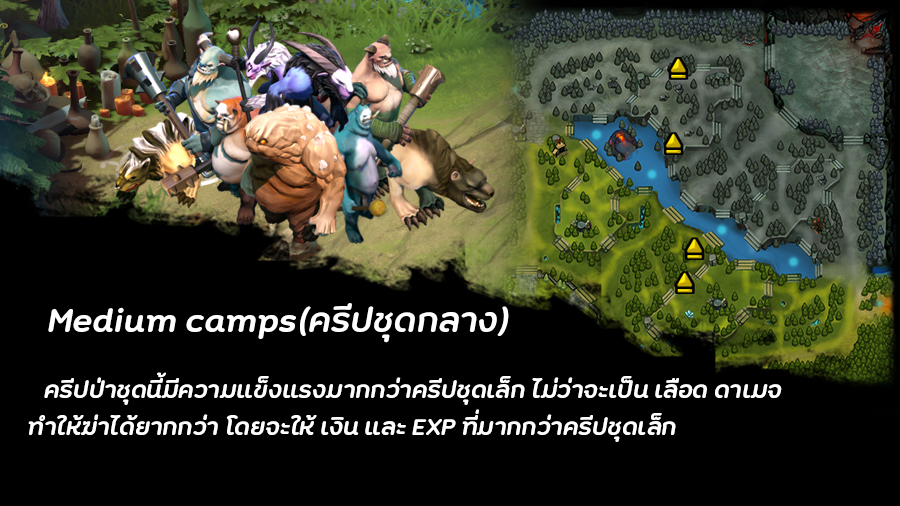 Medium camps(ครีปชุดกลาง)
ครีปป่าชุดนี้มีความแข็งแรงมากกว่าครีปชุดเล็ก ไม่ว่าจะเป็น เลือด ดาเมจ
ทำให้ฆ่าได้ยากกว่า โดยจะให้ เงิน และ EXP ที่มากกว่าครีปชุดเล็ก